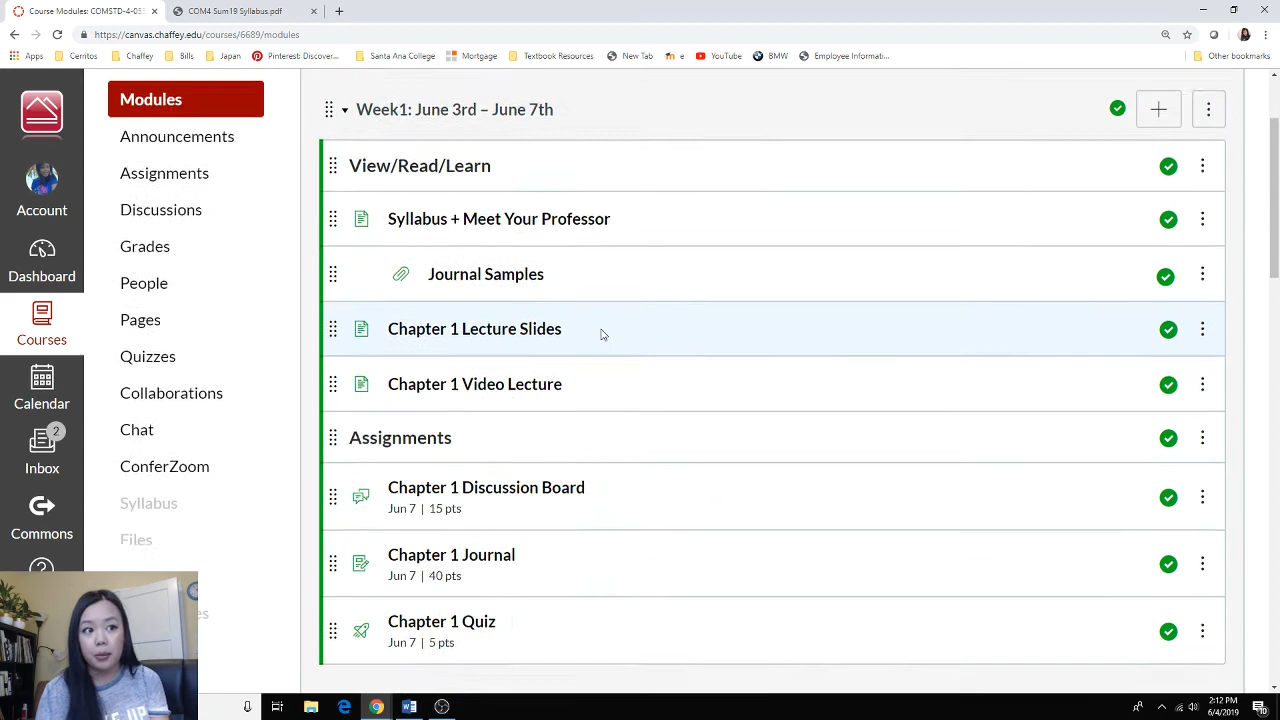 Course Modules: COMSTD-4-05
COM4 Sum19 Syllabus.pdf
https://canvas.chaffey.edu/courses/6689/modules
Apps
Cerritos
Chaffey
Bills
Japan
Pinterest: Discover...
Santa Ana College
Mortgage
Textbook Resources
New Tab
e
YouTube
BMW
Employee Informati...
Other bookmarks
Account
Dashboard
Courses
Calendar
2
Inbox
Commons
?
Modules
Announcements
Assignments
Discussions
Grades
People
Pages
Quizzes
Collaborations
Chat
ConferZoom
Syllabus
Files
es
Week1: June 3rd – June 7th
View/Read/Learn
Syllabus + Meet Your Professor
Journal Samples
Chapter 1 Lecture Slides
Chapter 1 Video Lecture
Assignments
Chapter 1 Discussion Board
Jun 7 | 15 pts
Chapter 1 Journal
Jun 7 | 40 pts
Chapter 1 Quiz
Jun 7 | 5 pts
2:12 PM
6/4/2019